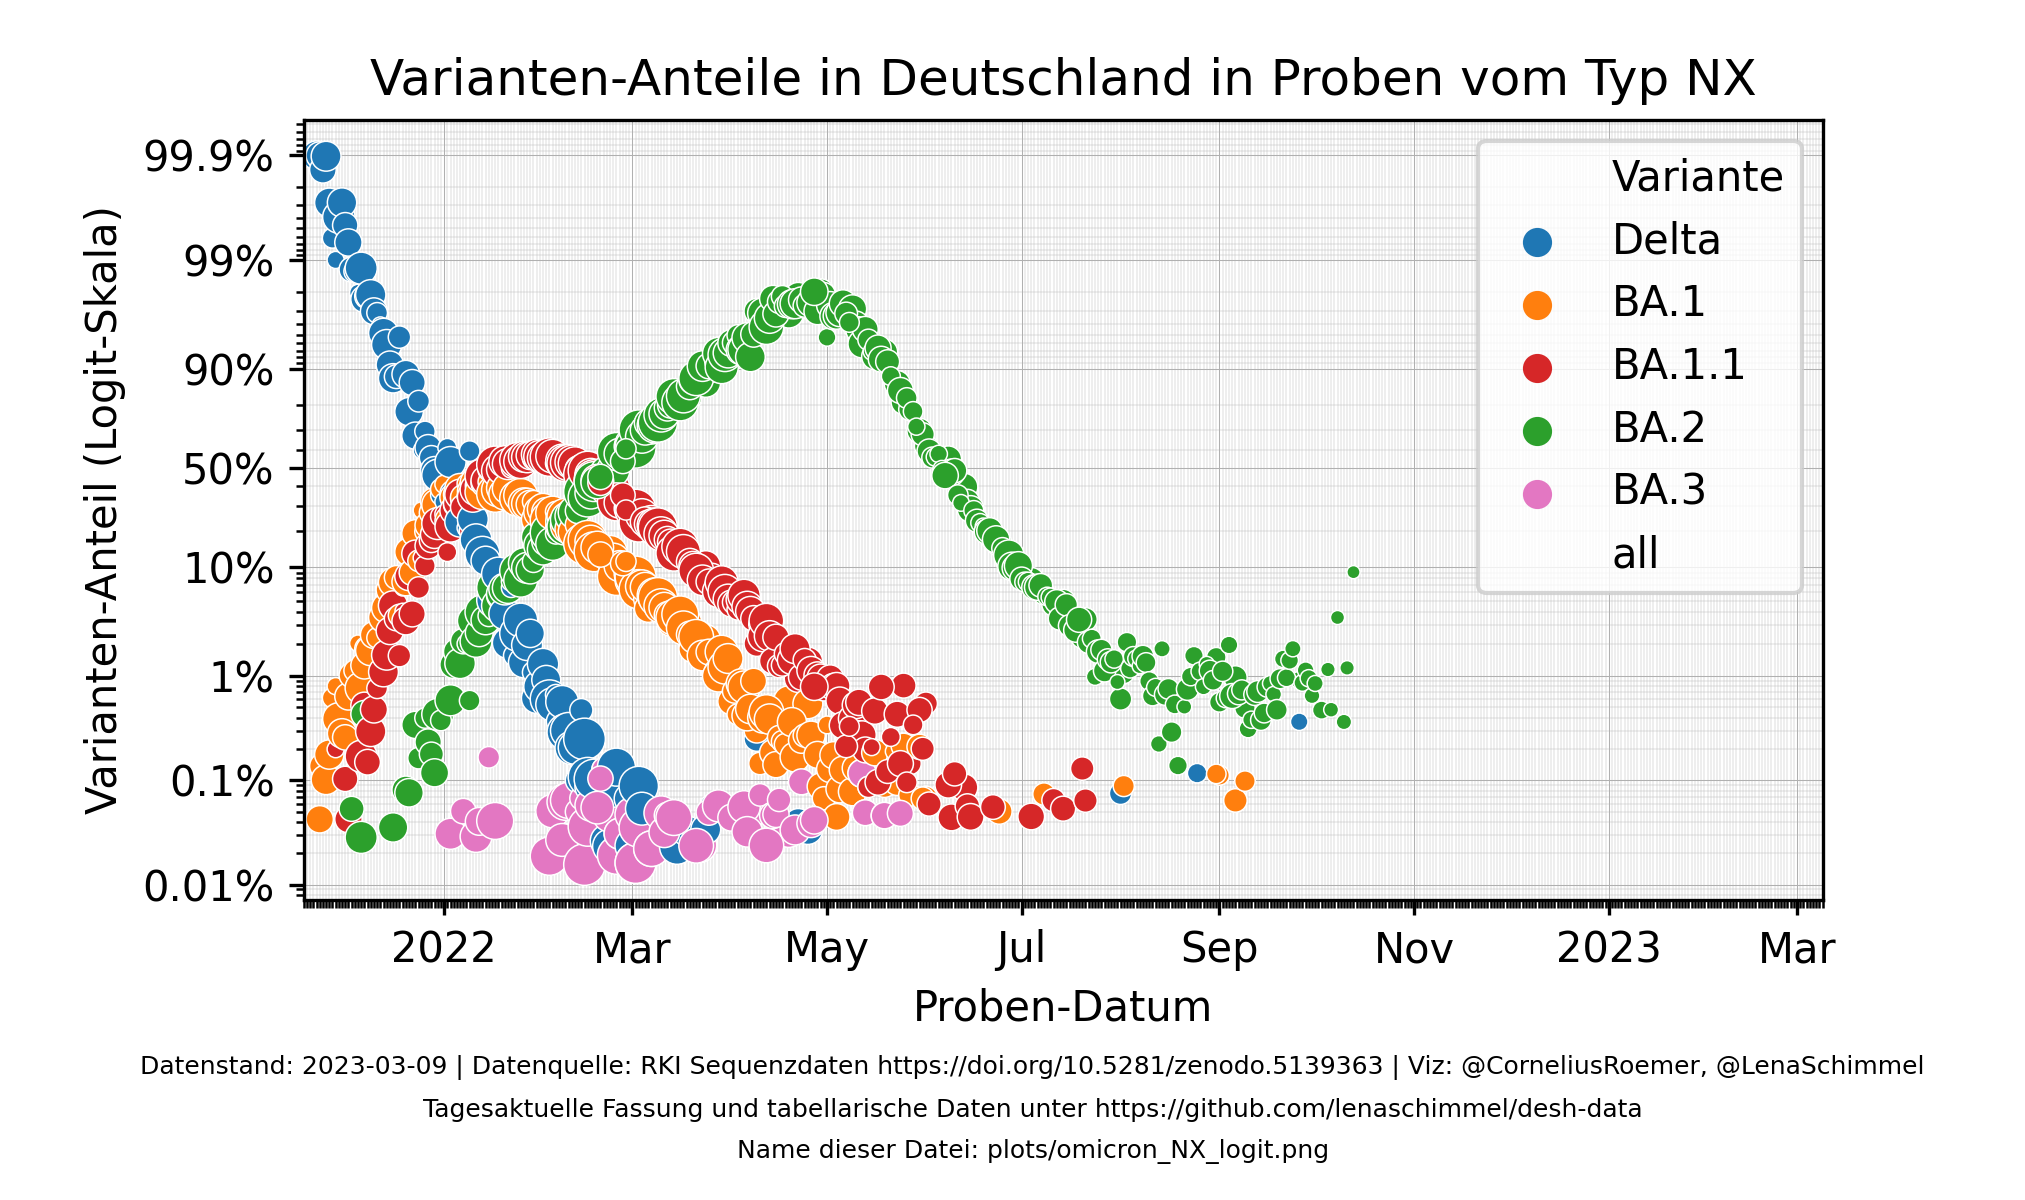 Varianten-Anteile in Deutschland in Proben vom Typ NX
Varianten-Anteil (Logit-Skala)
99.9%
99%
90%
50%
10%
1%
0.1%
0.01%
Variante
Delta
BA.1
BA.1.1
BA.2
BA.3
all
2022
Mar
May
Jul
Sep
Nov
2023
Mar
Proben-Datum
Datenstand: 2023-03-09 | Datenquelle: RKI Sequenzdaten https://doi.org/10.5281/zenodo.5139363 | Viz: @CorneliusRoemer, @LenaSchimmel
Tagesaktuelle Fassung und tabellarische Daten unter https://github.com/lenaschimmel/desh-data
Name dieser Datei: plots/omicron_NX_logit.png